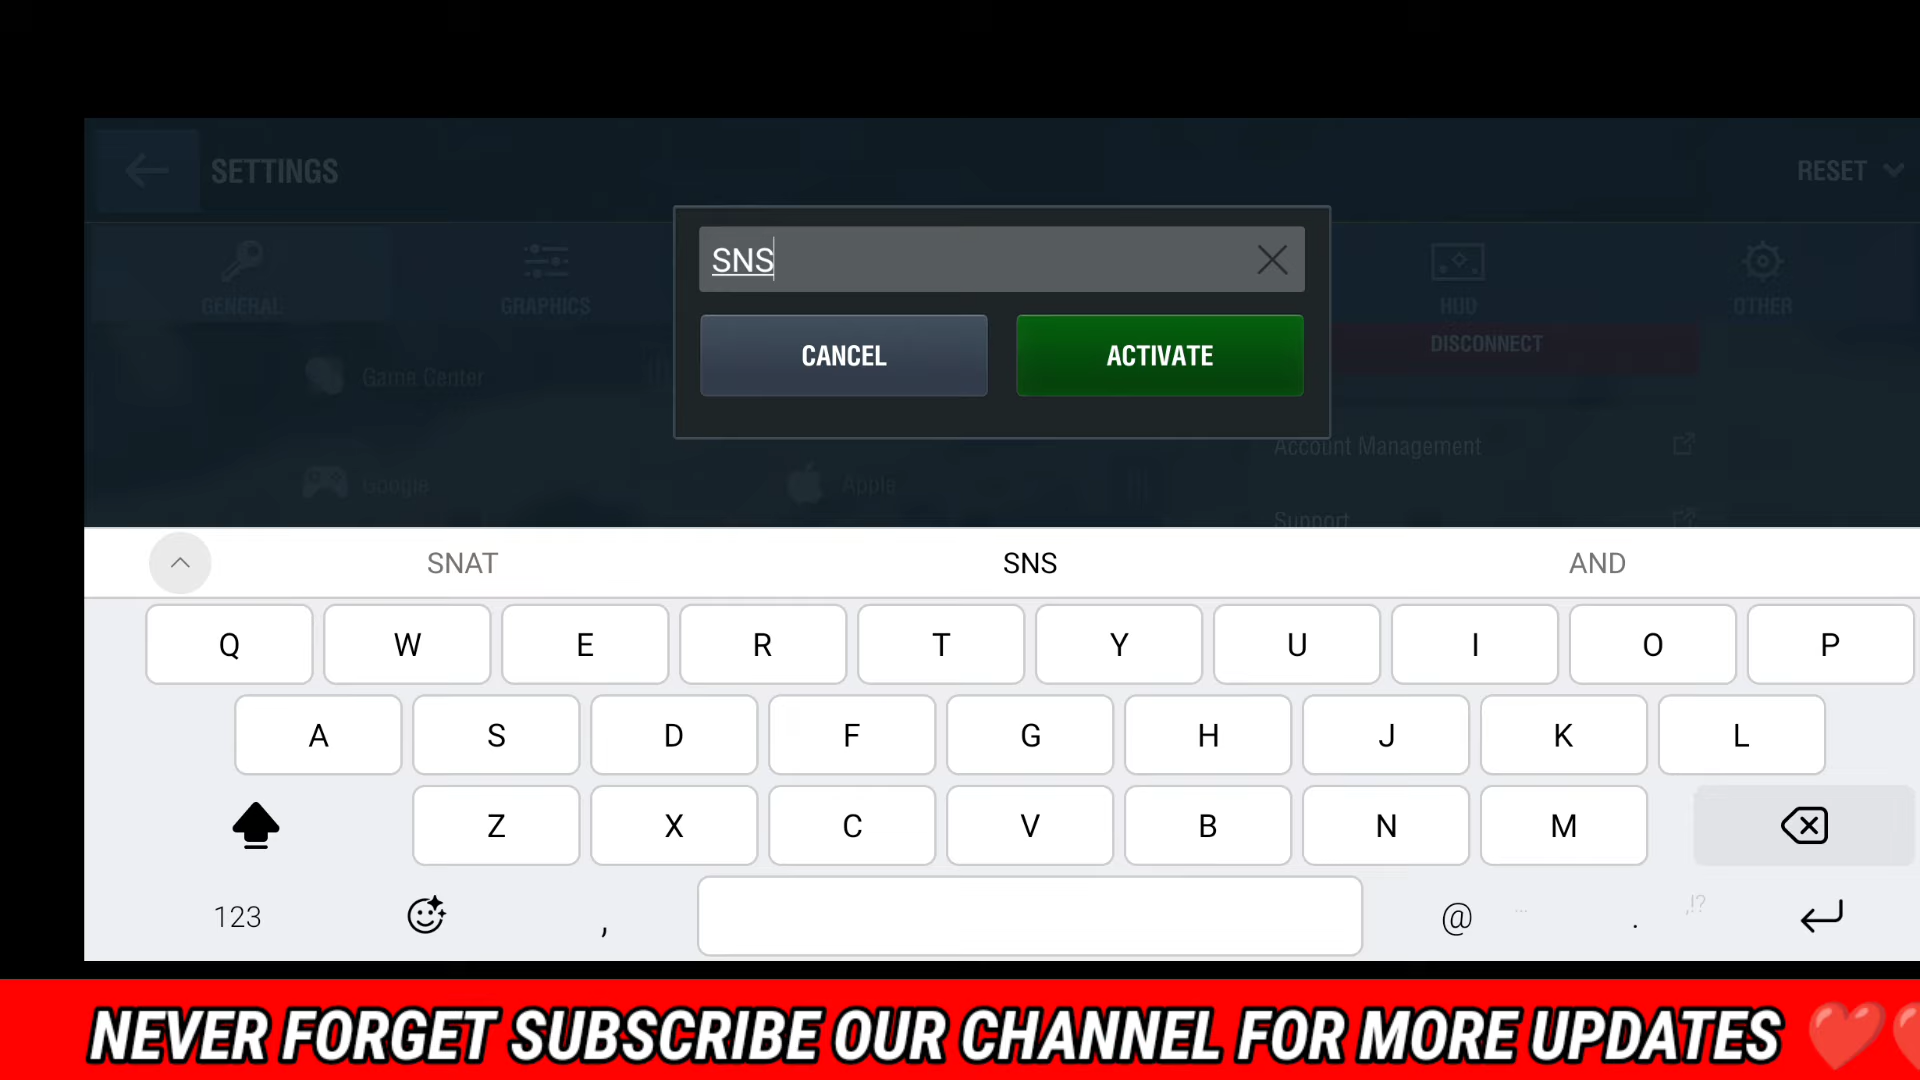 SETTINGS
RESET
SNS
GENERAL
GRAPHICS
HUD
OTHER
CANCEL
ACTIVATE
DISCONNECT
Game Center
Account Management
Google
Apple
Support
SNAT
SNS
AND
Q W E R T Y U I O P
A S D F G H J K L
Z X C V B N M
123
,
@
...
.
,!?
NEVER FORGET SUBSCRIBE OUR CHANNEL FOR MORE UPDATES